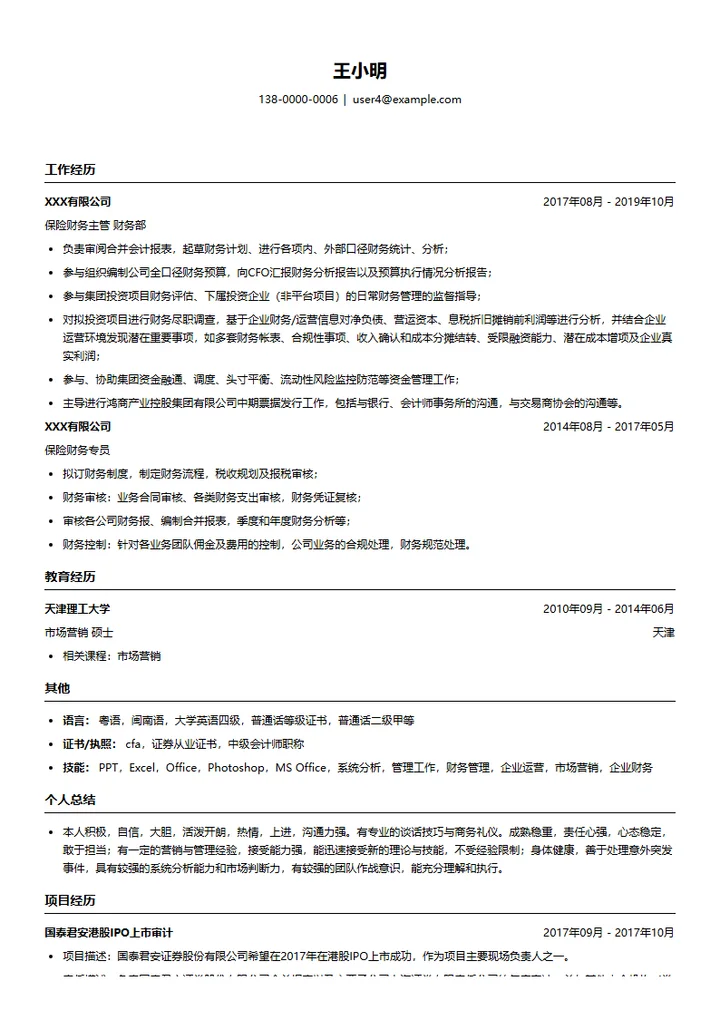 王小明
138-0000-0006 | user4@example.com
工作经历
XXX有限公司 2017年08月 - 2019年10月
保险财务主管 财务部
• 负责审阅合并会计报表，起草财务计划、进行各项内、外部口径财务统计、分析；
• 参与组织编制公司全口径财务预算，向CFO汇报财务分析报告以及预算执行情况分析报告；
• 参与集团投资项目财务评估、下属投资企业（非平台项目）的日常财务管理的监督指导；
• 对拟投资项目进行财务尽职调查，基于企业财务/运营信息对净负债、营运资本、息税折旧摊销前利润等进行分析，并结合企业
运营环境发现潜在重要事项，如多套财务帐表、合规性事项、收入确认和成本分摊结转、受限融资能力、潜在成本增项及企业真
实利润；
• 参与、协助集团资金融通、调度、头寸平衡、流动性风险监控防范等资金管理工作；
• 主导进行鸿商产业控股集团有限公司中期票据发行工作，包括与银行、会计师事务所的沟通，与交易商协会的沟通等。
XXX有限公司 2014年08月 - 2017年05月
保险财务专员
• 拟订财务制度，制定财务流程，税收规划及报税审核；
• 财务审核：业务合同审核、各类财务支出审核，财务凭证复核；
• 审核各公司财务报、编制合并报表，季度和年度财务分析等；
• 财务控制：针对各业务团队佣金及费用的控制，公司业务的合规处理，财务规范处理。
教育经历
天津理工大学 2010年09月 - 2014年06月
市场营销 硕士 天津
• 相关课程：市场营销
其他
• 语言： 粤语，闽南语，大学英语四级，普通话等级证书，普通话二级甲等
• 证书/执照： cfa，证券从业证书，中级会计师职称
• 技能： PPT，Excel，Office，Photoshop，MS Office，系统分析，管理工作，财务管理，企业运营，市场营销，企业财务
个人总结
• 本人积极，自信，大胆，活泼开朗，热情，上进，沟通力强。有专业的谈话技巧与商务礼仪。成熟稳重，责任心强，心态稳定，
敢于担当；有一定的营销与管理经验，接受能力强，能迅速接受新的理论与技能，不受经验限制；身体健康，善于处理意外突发
事件，具有较强的系统分析能力和市场判断力，有较强的团队作战意识，能充分理解和执行。
项目经历
国泰君安港股IPO上市审计 2017年09月 - 2017年10月
• 项目描述：国泰君安证券股份有限公司希望在2017年在港股IPO上市成功，作为项目主要现场负责人之一。